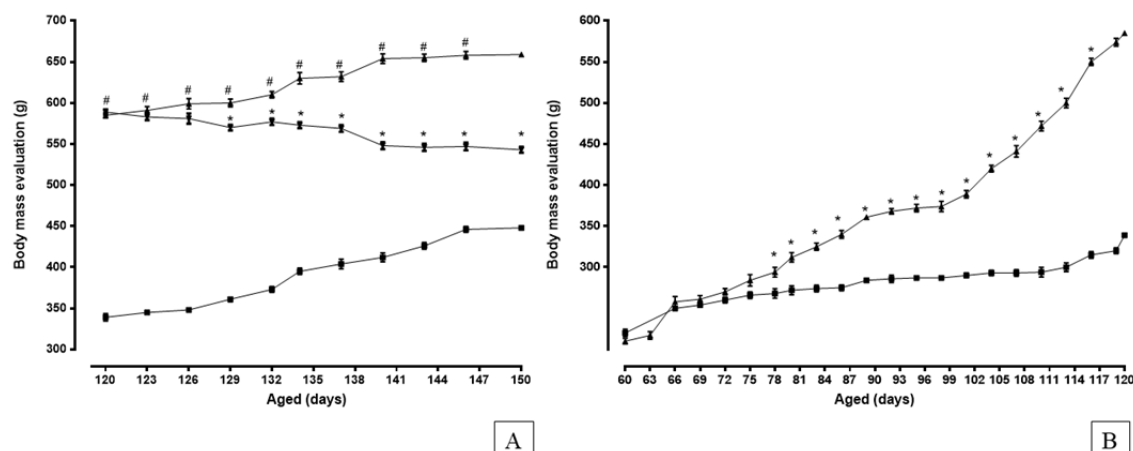 700
650
600
550
500
450
400
350
300
Body mass evaluation (g)
# # # # # # # # # #
* * * * * * * *
120 123 126 129 132 135 138 141 144 147 150
Aged (days)
A
600
550
500
450
400
350
300
Body mass evaluation (g)
* * * * * * * * * * * * * *
60 63 66 69 72 75 78 81 84 87 90 93 96 99 102 105 108 111 114 117 120
Aged (days)
B